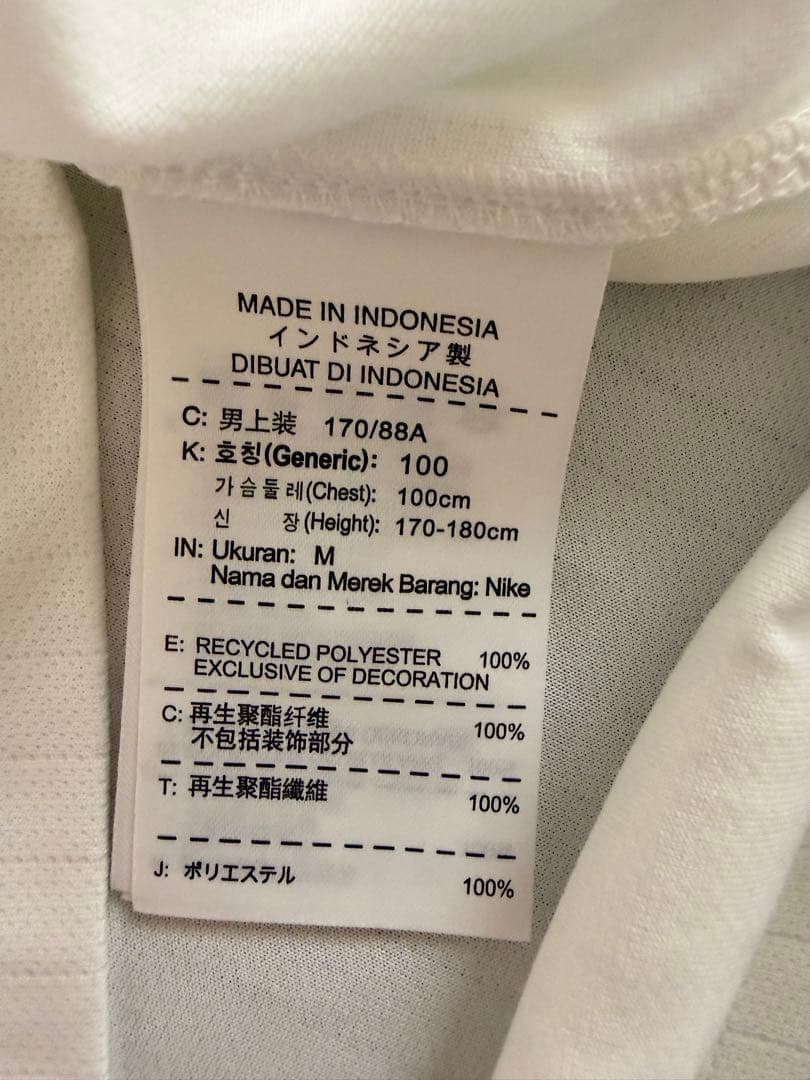 MADE IN INDONESIA
インドネシア製
DIBUAT DI INDONESIA
C: 男上装 170/88A
K: 호칭(Generic): 100
가슴둘레(Chest): 100cm
신 장(Height): 170-180cm
IN: Ukuran: M
Nama dan Merek Barang: Nike
E: RECYCLED POLYESTER 100%
EXCLUSIVE OF DECORATION
C: 再生聚酯纤维 100%
不包括装饰部分
T: 再生聚酯纖維 100%
J: ポリエステル 100%